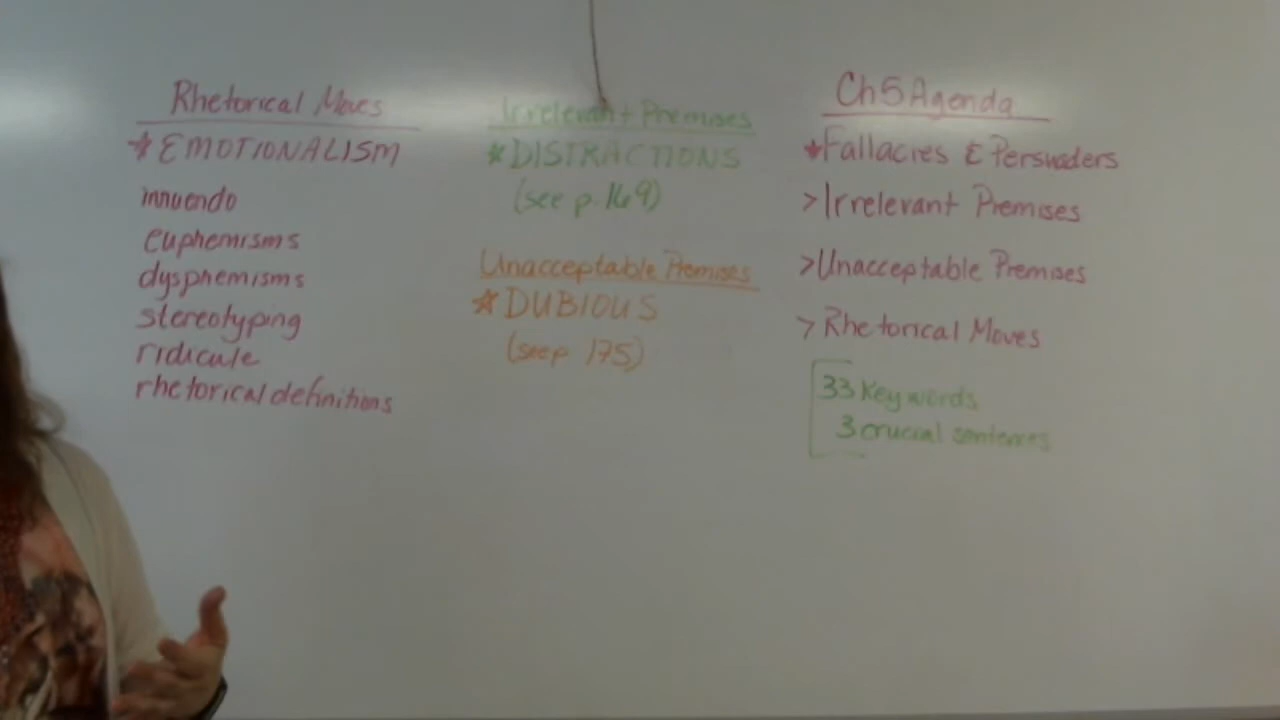 Rhetorical Moves
*EMOTIONALISM
innuendo
euphemisms
dysphemisms
stereotyping
ridicule
rhetorical definitions
Irrelevant Premises
*DISTRACTIONS
(see p. 169)
Unacceptable Premises
*DUBIOUS
(see p. 175)
Ch 5 Agenda
*Fallacies & Persuaders
>Irrelevant Premises
>Unacceptable Premises
>Rhetorical Moves
33 Key words
3 crucial sentences